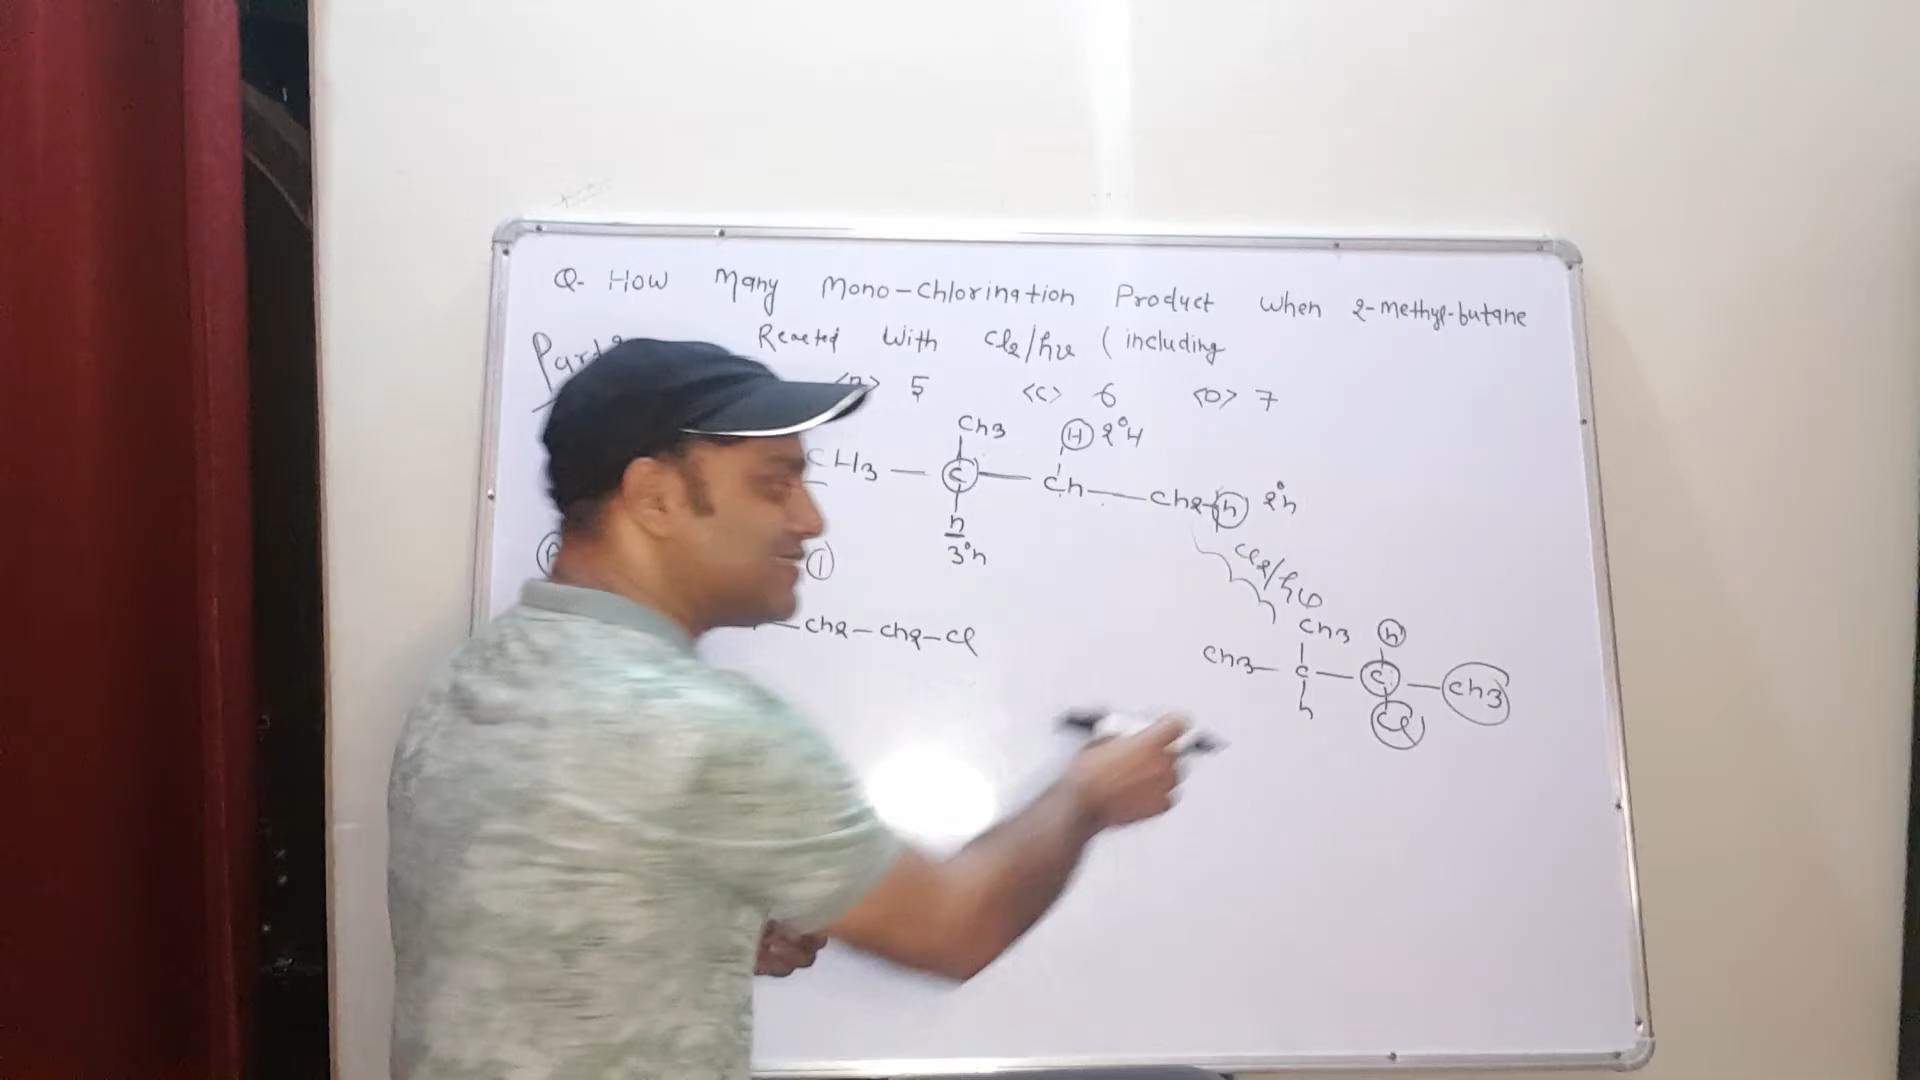 Q- How Many Mono-Chlorination Product When 2-methyl-butane
Reacted With Cl2/hν (including
5 <C> 6 <D> 7
CH3 H 2°H
CH3 — C — Ch — Ch2-h 2°h
h
3°h
1
Cl2/hν
— Ch2 — Ch2 — Cl
Ch3 h
Ch3 — C — C — Ch3
h Cl